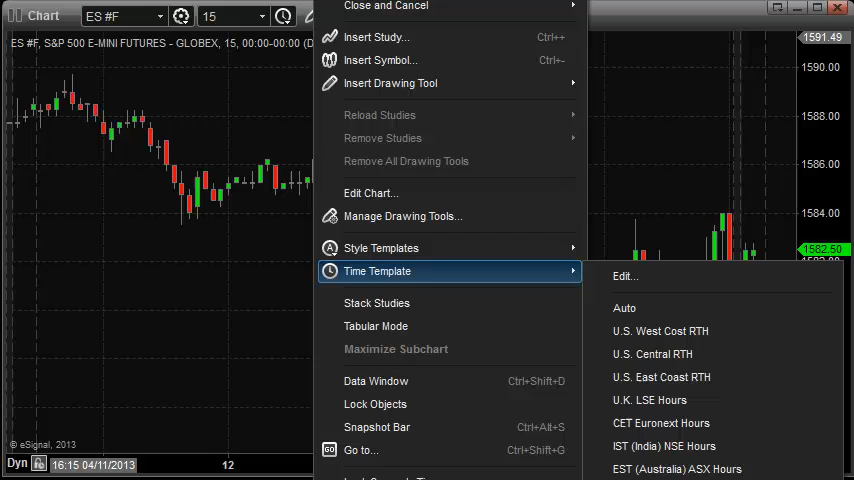 Chart
ES #F
15
ES #F, S&P 500 E-MINI FUTURES - GLOBEX, 15, 00:00-00:00 (D
Close and Cancel
Insert Study... Ctrl++
Insert Symbol... Ctrl+-
Insert Drawing Tool
Reload Studies
Remove Studies
Remove All Drawing Tools
Edit Chart...
Manage Drawing Tools...
A Style Templates
Time Template
Stack Studies
Tabular Mode
Maximize Subchart
Data Window Ctrl+Shift+D
Lock Objects
Snapshot Bar Ctrl+Alt+S
GO Go to... Ctrl+Shift+G
Edit...
Auto
U.S. West Cost RTH
U.S. Central RTH
U.S. East Coast RTH
U.K. LSE Hours
CET Euronext Hours
IST (India) NSE Hours
EST (Australia) ASX Hours
1591.49
1590.00
1588.00
1586.00
1584.00
1582.50
© eSignal, 2013
Dyn 16:15 04/11/2013 12